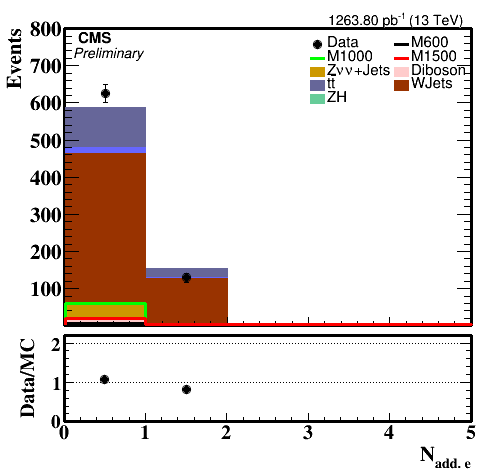 1263.80 pb⁻¹ (13 TeV)
CMS
Preliminary
Data
M600
M1000
M1500
Zνν+Jets
Diboson
tt
WJets
ZH
Events
800
700
600
500
400
300
200
100
Data/MC
2
1
0
0 1 2 3 4 5
N_add. e